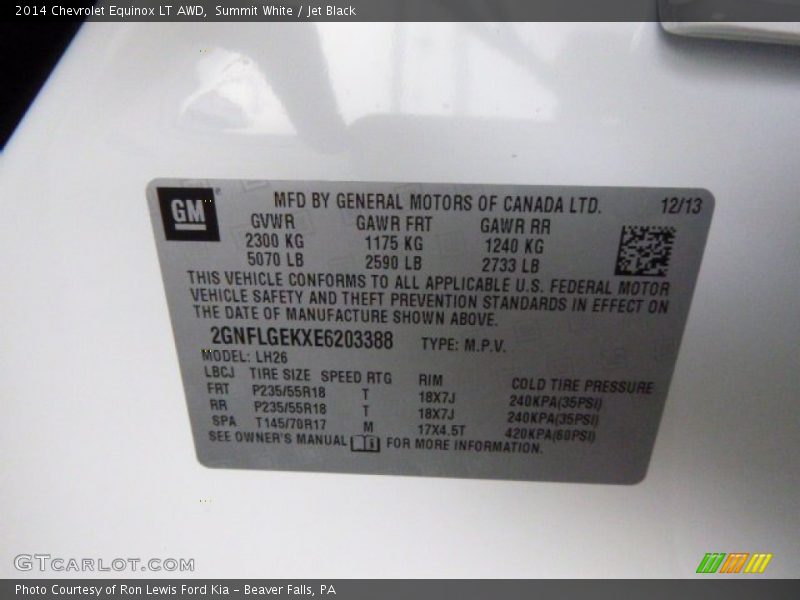 2014 Chevrolet Equinox LT AWD, Summit White / Jet Black
GM
MFD BY GENERAL MOTORS OF CANADA LTD. 12/13
GVWR GAWR FRT GAWR RR
2300 KG 1175 KG 1240 KG
5070 LB 2590 LB 2733 LB
THIS VEHICLE CONFORMS TO ALL APPLICABLE U.S. FEDERAL MOTOR
VEHICLE SAFETY AND THEFT PREVENTION STANDARDS IN EFFECT ON
THE DATE OF MANUFACTURE SHOWN ABOVE.
2GNFLGEKXE6203388 TYPE: M.P.V.
MODEL: LH26
LBCJ TIRE SIZE SPEED RTG RIM COLD TIRE PRESSURE
FRT P235/55R18 T 18X7J 240KPA(35PSI)
RR P235/55R18 T 18X7J 240KPA(35PSI)
SPA T145/70R17 M 17X4.5T 420KPA(60PSI)
SEE OWNER'S MANUAL FOR MORE INFORMATION.
GTCARLOT.COM
Photo Courtesy of Ron Lewis Ford Kia - Beaver Falls, PA